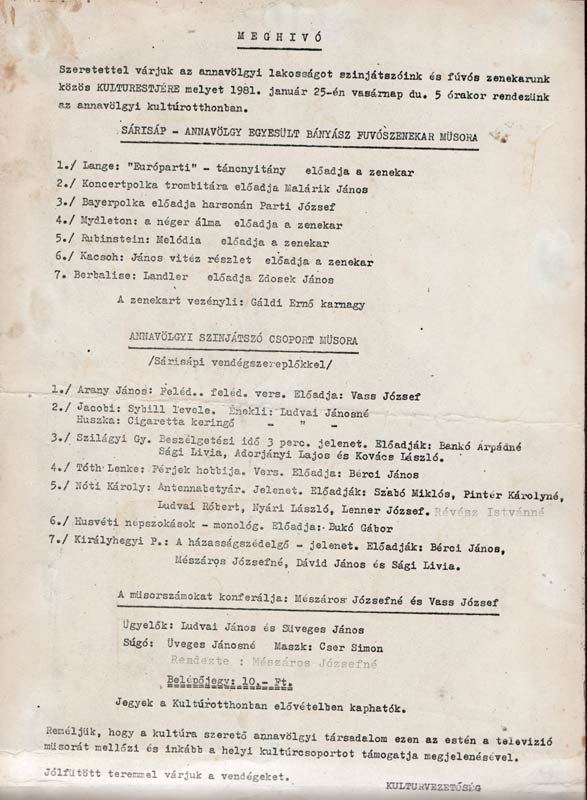 MEGHIVÓ
Szeretettel várjuk az annavölgyi lakosságot szinjátszóink és fúvós zenekarunk
közös KULTURESTJÉRE melyet 1981. január 25-én vasárnap du. 5 órakor rendezünk
az annavölgyi kultúrotthonban.
SÁRISÁP - ANNAVÖLGY EGYESÜLT BÁNYÁSZ FUVÓSZENEKAR MÜSORA
1./ Lange: "Európarti" - táncnyitány előadja a zenekar
2./ Koncertpolka trombitára előadja Malárik János
3./ Bayerpolka előadja harsonán Parti József
4./ Mydleton: a néger álma előadja a zenekar
5./ Rubinstein: Melódia előadja a zenekar
6./ Kacsoh: János vitéz részlet előadja a zenekar
7. Berbalise: Landler előadja Zdosek János
A zenekart vezényli: Gáldi Ernő karnagy
ANNAVÖLGYI SZINJÁTSZÓ CSOPORT MÜSORA
/Sárisápi vendégszereplőkkel/
1./ Arany János: Feléd.. feléd. vers. Előadja: Vass József
2./ Jacobi: Sybill levele. Énekli: Ludvai Jánosné
Huszka: Cigaretta keringő - " -
3./ Szilágyi Gy. Beszélgetési idő 3 perc. jelenet. Előadják: Bankó Árpádné
Sági Livia, Adorjányi Lajos és Kovács László.
4./ Tóth Lenke: Férjek hobbija. Vers. Előadja: Bérci János
5./ Nóti Károly: Antennabetyár. Jelenet. Előadják: Szabó Miklós, Pintér Károlyné,
Ludvai Róbert, Nyári László, Lenner József. Révész Istvánné
6./ Husvéti népszokások - monológ. Előadja: Bukó Gábor
7./ Királyhegyi P.: A házasságszédelgő - jelenet. Előadják: Bérci János,
Mészáros Józsefné, Dávid János és Sági Livia.
A müsorszámokat konferálja: Mészáros Józsefné és Vass József
Ügyelők: Ludvai János és Süveges János
Súgó: Üveges Jánosné Maszk: Cser Simon
Rendezte : Mészáros Józsefné
Belépőjegy: 10.- Ft.
Jegyek a Kultúrotthonban elővételben kaphatók.
Reméljük, hogy a kultúra szerető annavölgyi társadalom ezen az estén a televizió
müsorát mellőzi és inkább a helyi kultúrcsoportot támogatja megjelenésével.
Jólfütött teremmel várjuk a vendégeket.
KULTURVEZETŐSÉG